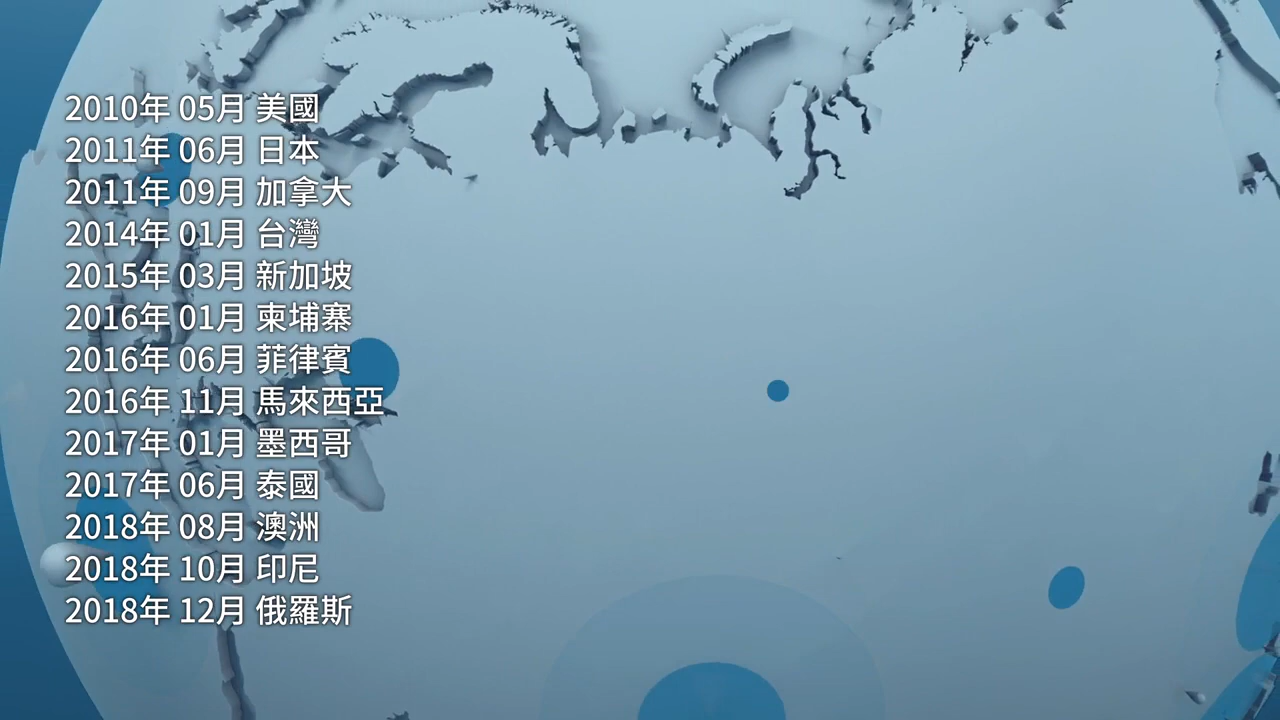 2010年 05月 美國
2011年 06月 日本
2011年 09月 加拿大
2014年 01月 台灣
2015年 03月 新加坡
2016年 01月 柬埔寨
2016年 06月 菲律賓
2016年 11月 馬來西亞
2017年 01月 墨西哥
2017年 06月 泰國
2018年 08月 澳洲
2018年 10月 印尼
2018年 12月 俄羅斯